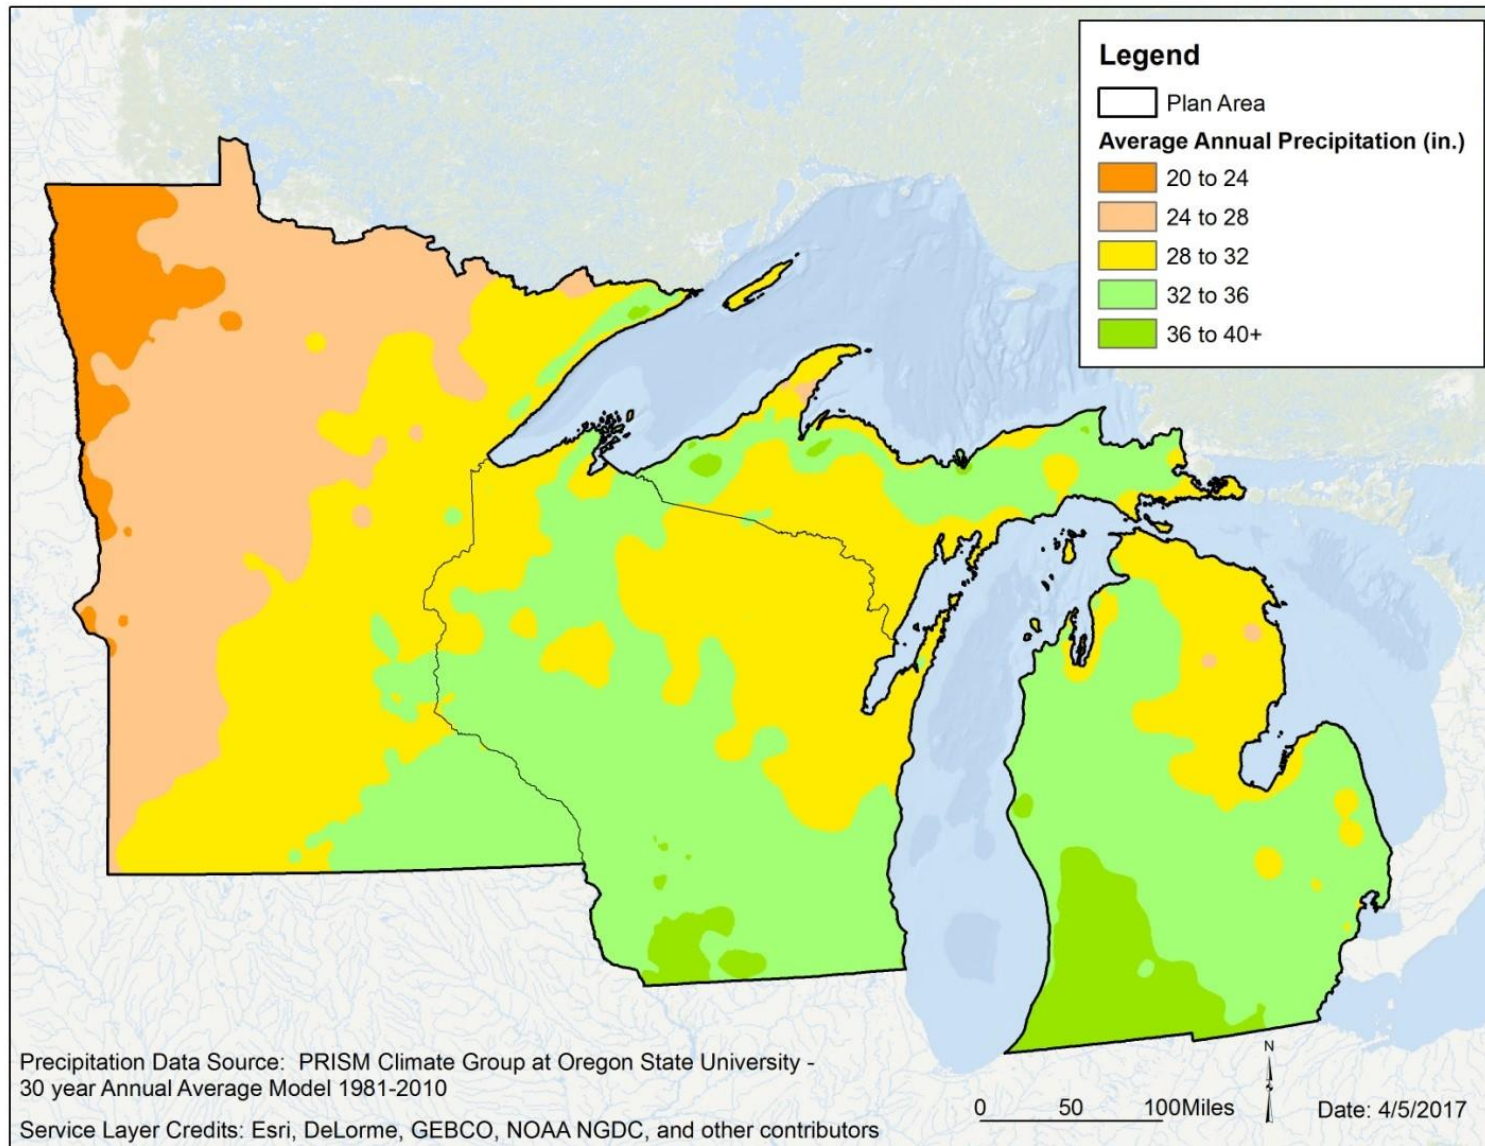 Legend
Plan Area
Average Annual Precipitation (in.)
20 to 24
24 to 28
28 to 32
32 to 36
36 to 40+
Precipitation Data Source:  PRISM Climate Group at Oregon State University -
30 year Annual Average Model 1981-2010
Service Layer Credits: Esri, DeLorme, GEBCO, NOAA NGDC, and other contributors
N
0 50 100Miles
Date: 4/5/2017